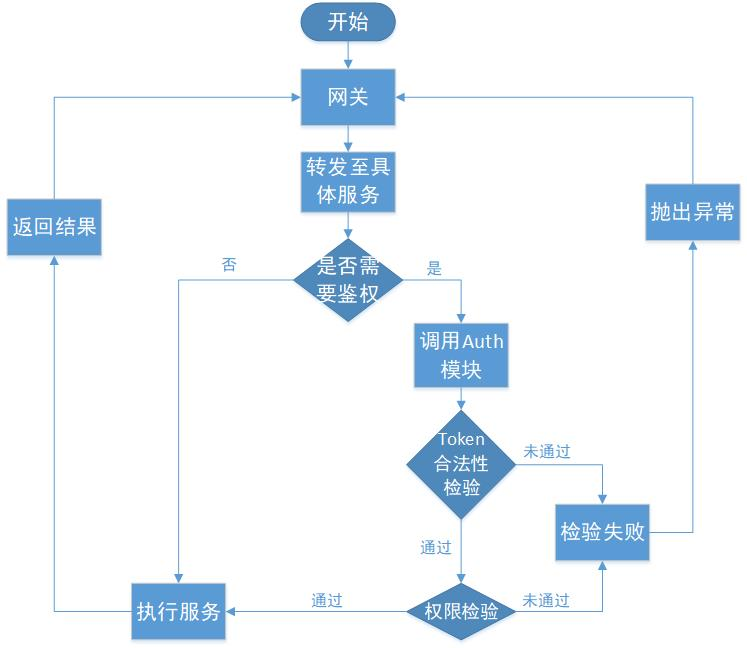 开始
网关
转发至具
体服务
返回结果
抛出异常
是否需
要鉴权
否
是
调用Auth
模块
Token
合法性
检验
未通过
检验失败
通过
执行服务
通过
权限检验
未通过